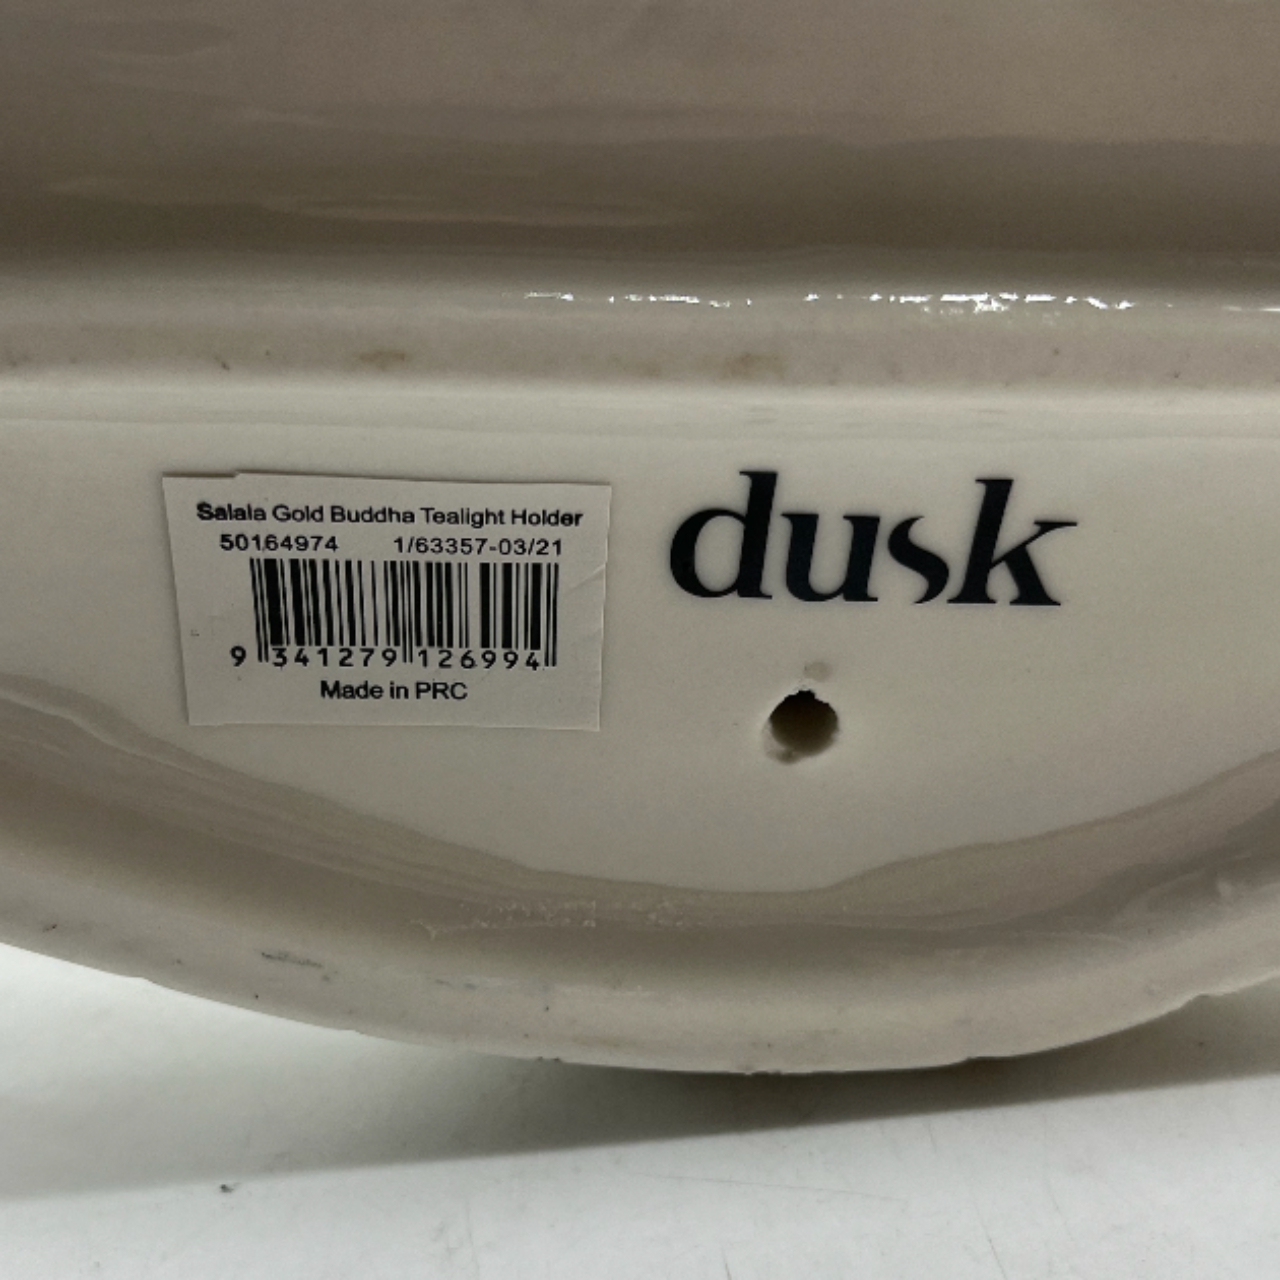 Salala Gold Buddha Tealight Holder
50164974 1/63357-03/21
9 341279 126994
Made in PRC
dusk